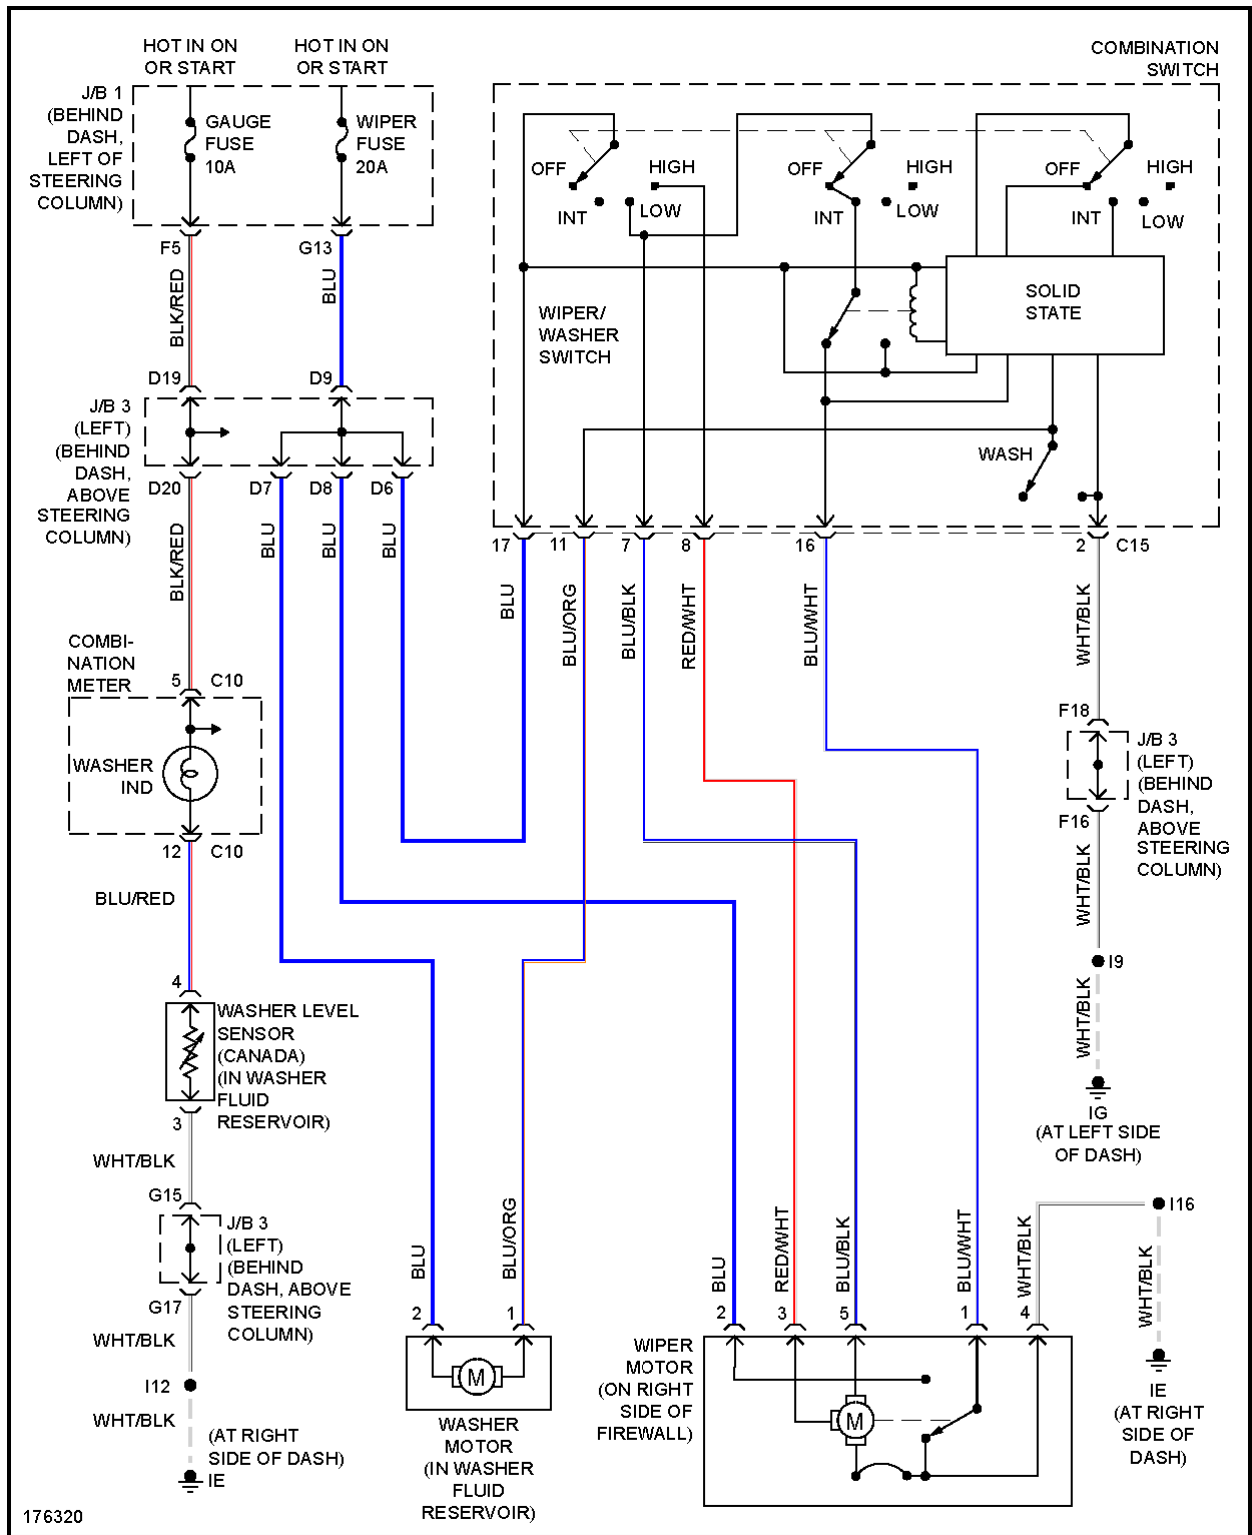 HOT IN ON
OR START
HOT IN ON
OR START
J/B 1
(BEHIND
DASH,
LEFT OF
STEERING
COLUMN)
GAUGE
FUSE
10A
WIPER
FUSE
20A
F5
G13
BLK/RED
BLU
D19
D9
J/B 3
(LEFT)
(BEHIND
DASH,
ABOVE
STEERING
COLUMN)
D20
D7
D8
D6
BLK/RED
BLU
BLU
BLU
COMBINATION
SWITCH
OFF
INT
LOW
HIGH
OFF
INT
LOW
HIGH
OFF
INT
LOW
HIGH
WIPER/
WASHER
SWITCH
SOLID
STATE
WASH
17
11
7
8
16
2
C15
BLU
BLU/ORG
BLU/BLK
RED/WHT
BLU/WHT
WHT/BLK
COMBI-
NATION
METER
5
C10
WASHER
IND
12
C10
BLU/RED
4
WASHER LEVEL
SENSOR
(CANADA)
(IN WASHER
FLUID
RESERVOIR)
3
WHT/BLK
G15
J/B 3
(LEFT)
(BEHIND
DASH, ABOVE
STEERING
COLUMN)
G17
WHT/BLK
I12
WHT/BLK
(AT RIGHT
SIDE OF DASH)
IE
F18
J/B 3
(LEFT)
(BEHIND
DASH,
ABOVE
STEERING
COLUMN)
F16
WHT/BLK
I9
WHT/BLK
IG
(AT LEFT SIDE
OF DASH)
I16
WHT/BLK
IE
(AT RIGHT
SIDE OF
DASH)
BLU
BLU/ORG
2
1
M
WASHER
MOTOR
(IN WASHER
FLUID
RESERVOIR)
BLU
RED/WHT
BLU/BLK
BLU/WHT
WHT/BLK
2
3
5
1
4
WIPER
MOTOR
(ON RIGHT
SIDE OF
FIREWALL)
M
176320